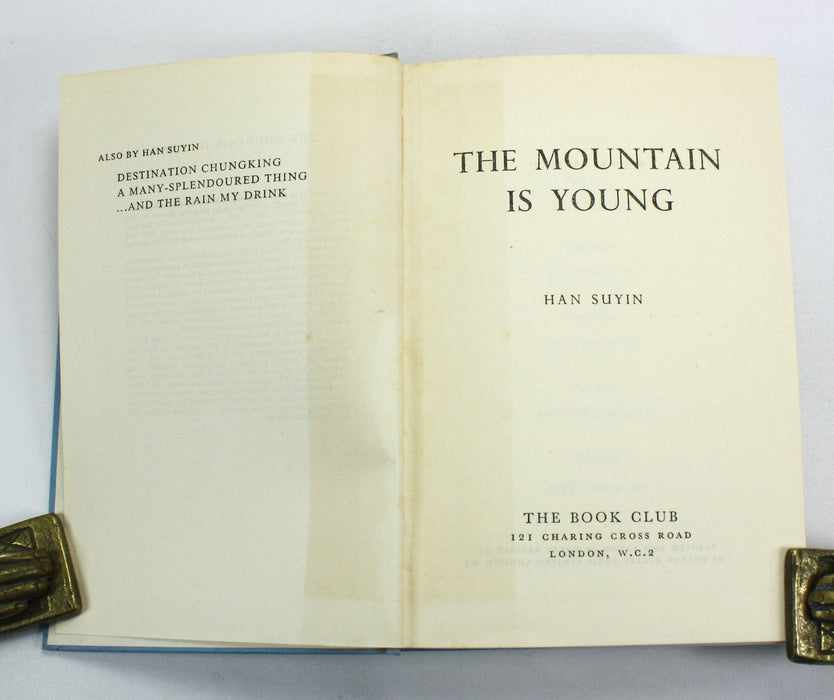 ALSO BY HAN SUYIN
DESTINATION CHUNGKING
A MANY-SPLENDOURED THING
...AND THE RAIN MY DRINK
THE MOUNTAIN
IS YOUNG
HAN SUYIN
THE BOOK CLUB
121 CHARING CROSS ROAD
LONDON, W.C.2